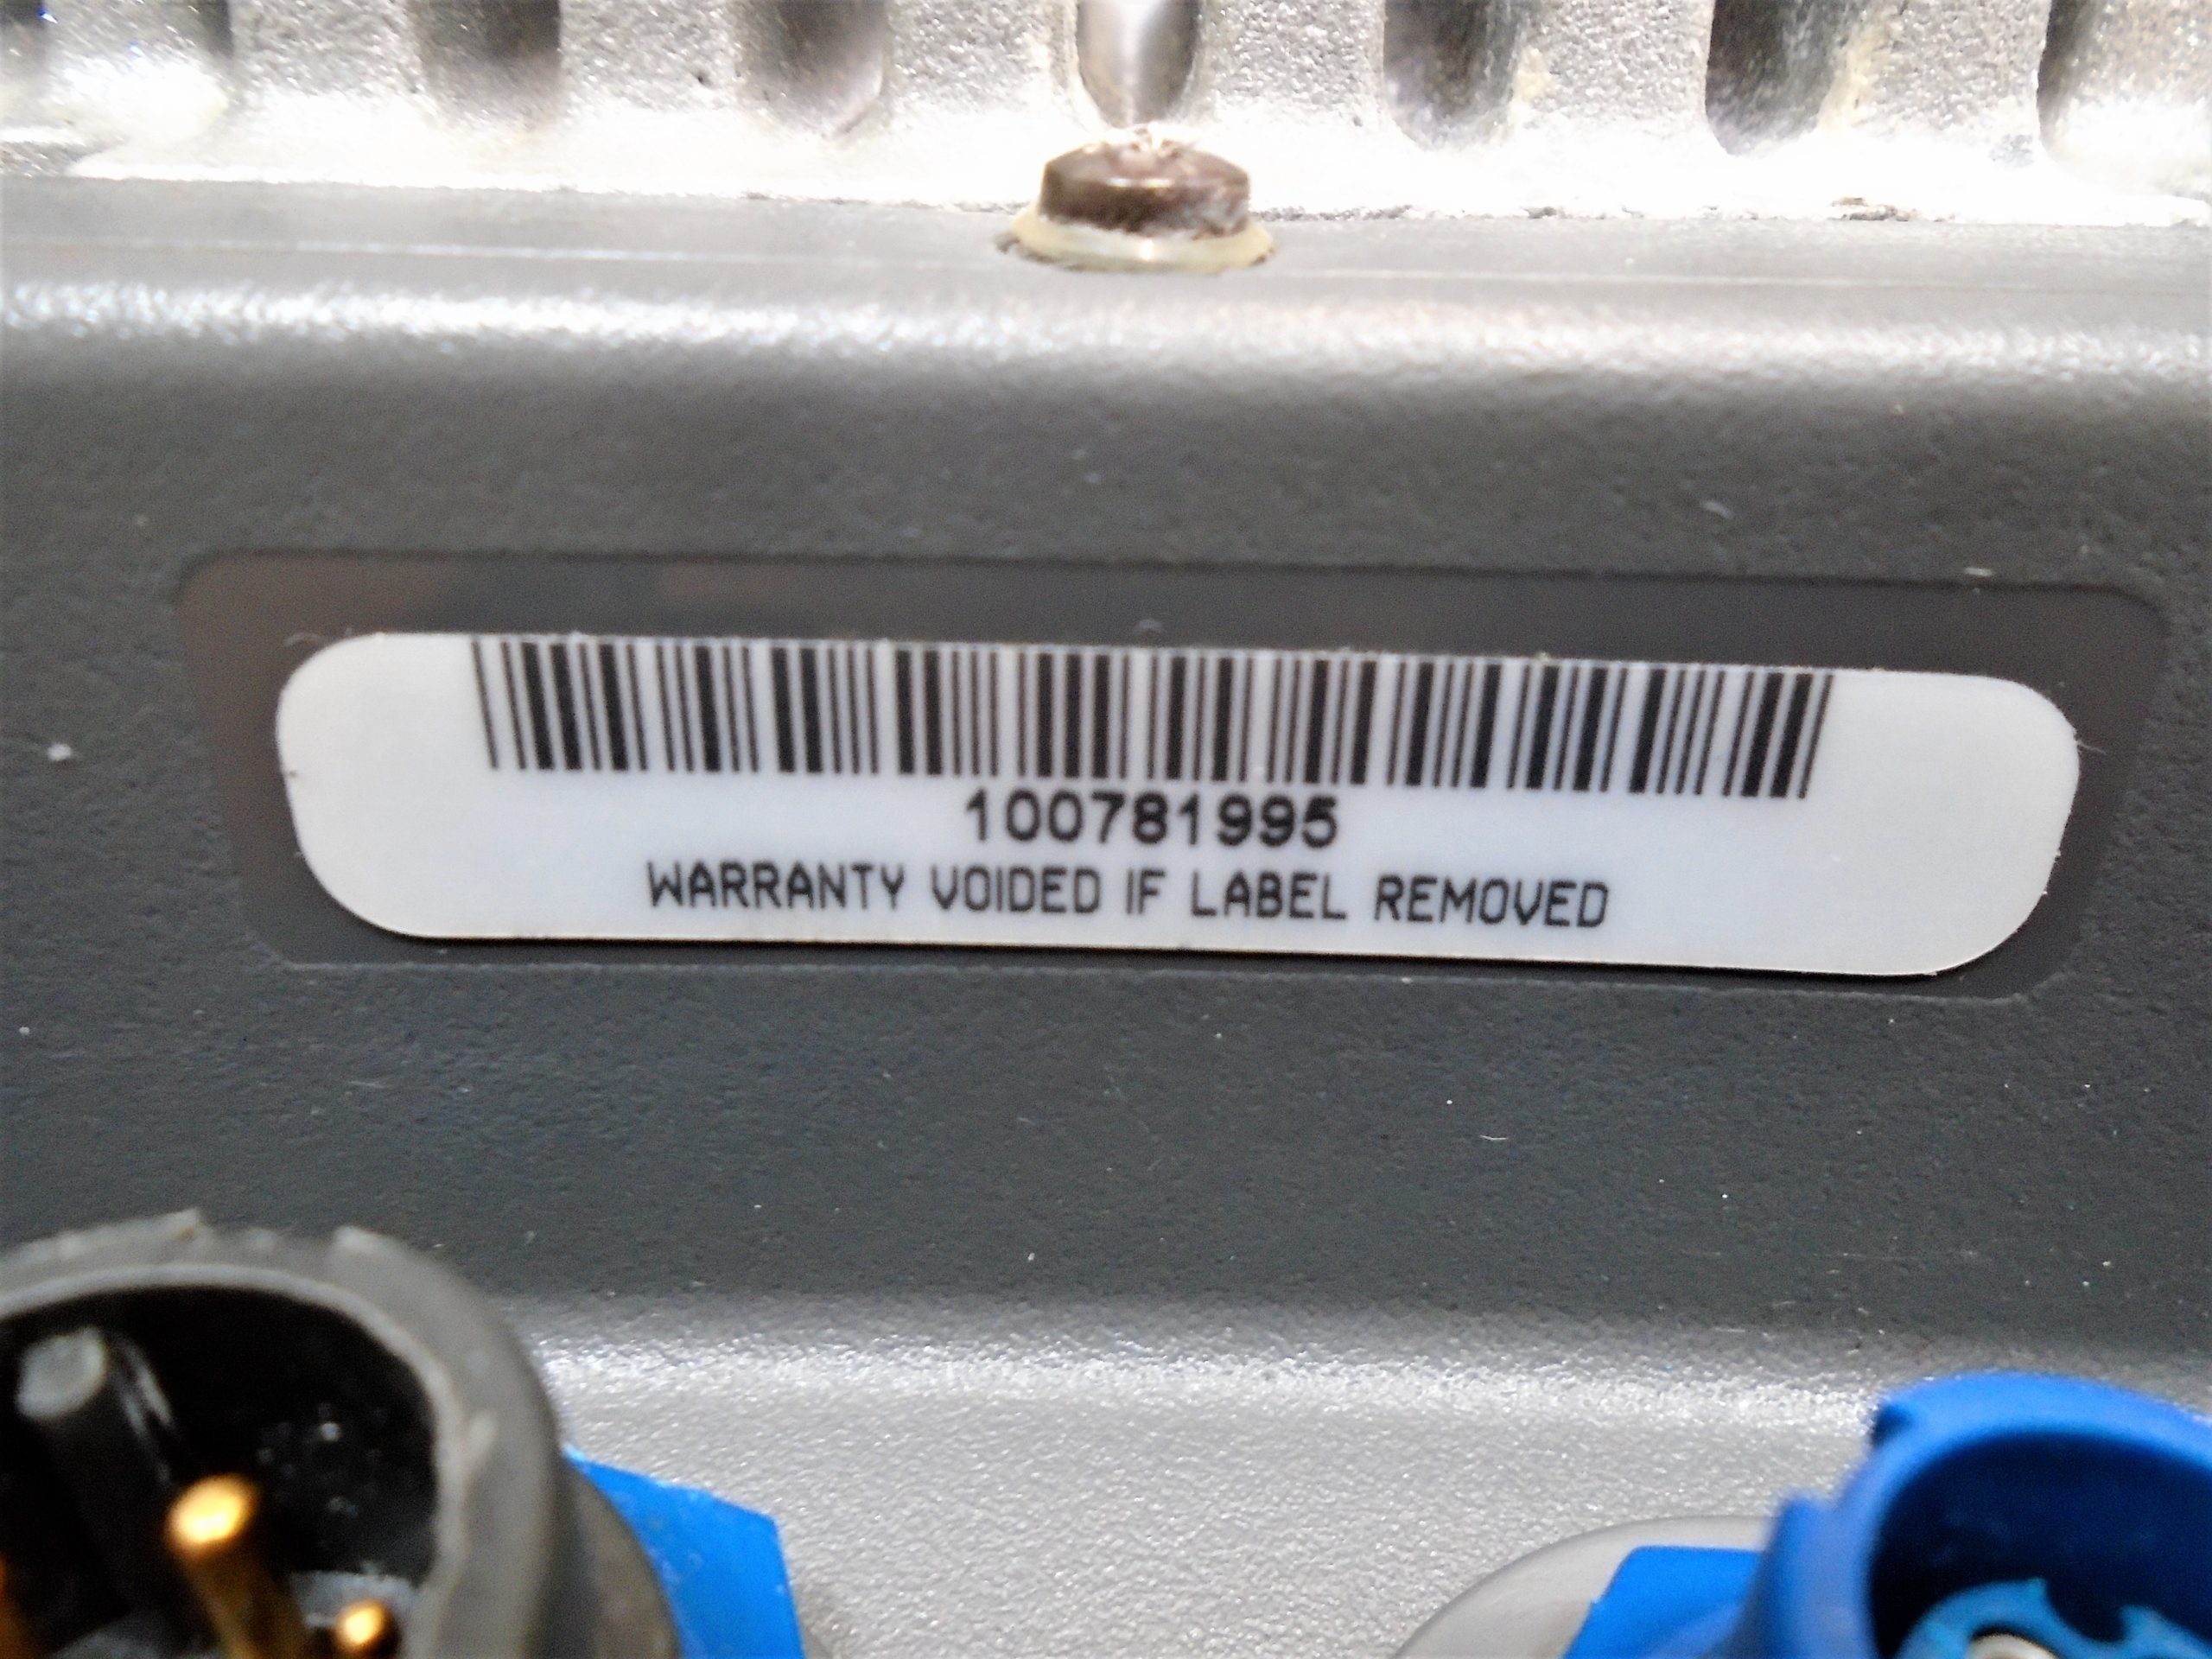 100781995
WARRANTY VOIDED IF LABEL REMOVED